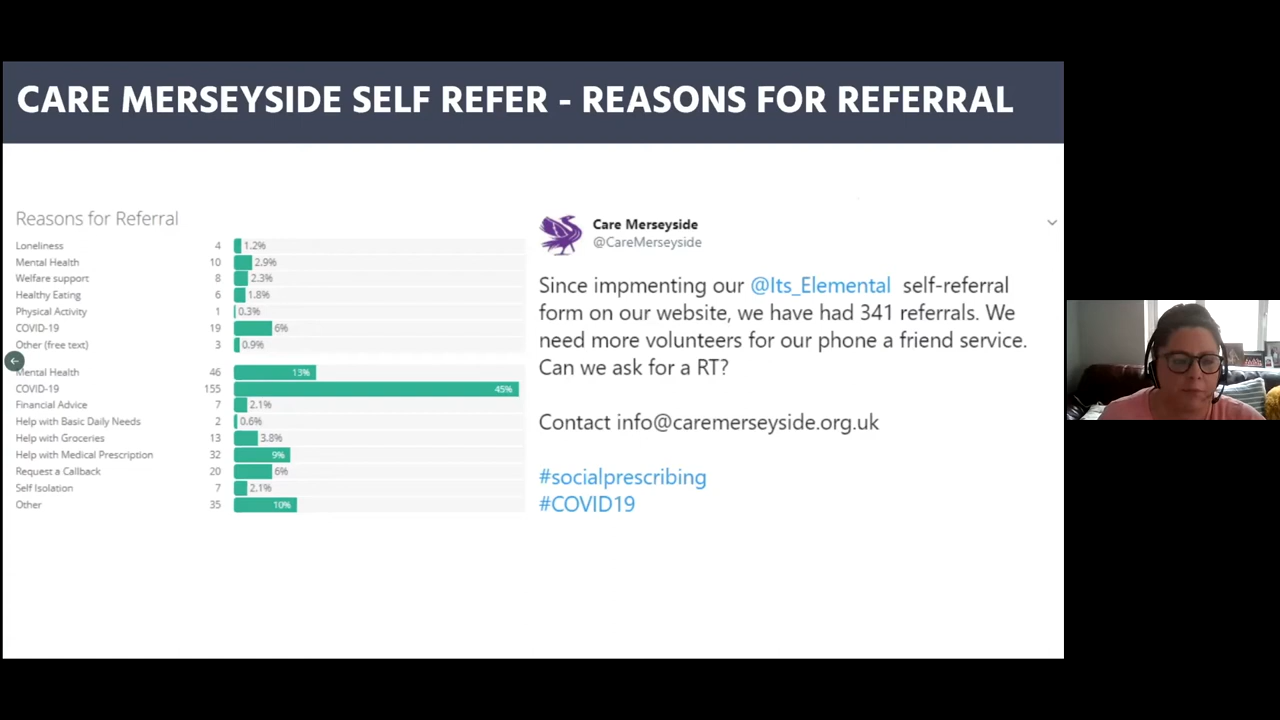 CARE MERSEYSIDE SELF REFER - REASONS FOR REFERRAL
Reasons for Referral
Loneliness 4 1.2%
Mental Health 10 2.9%
Welfare support 8 2.3%
Healthy Eating 6 1.8%
Physical Activity 1 0.3%
COVID-19 19 6%
Other (free text) 3 0.9%
Mental Health 46 13%
COVID-19 155 45%
Financial Advice 7 2.1%
Help with Basic Daily Needs 2 0.6%
Help with Groceries 13 3.8%
Help with Medical Prescription 32 9%
Request a Callback 20 6%
Self Isolation 7 2.1%
Other 35 10%
Care Merseyside
@CareMerseyside
Since impmenting our @Its_Elemental self-referral
form on our website, we have had 341 referrals. We
need more volunteers for our phone a friend service.
Can we ask for a RT?
Contact info@caremerseyside.org.uk
#socialprescribing
#COVID19